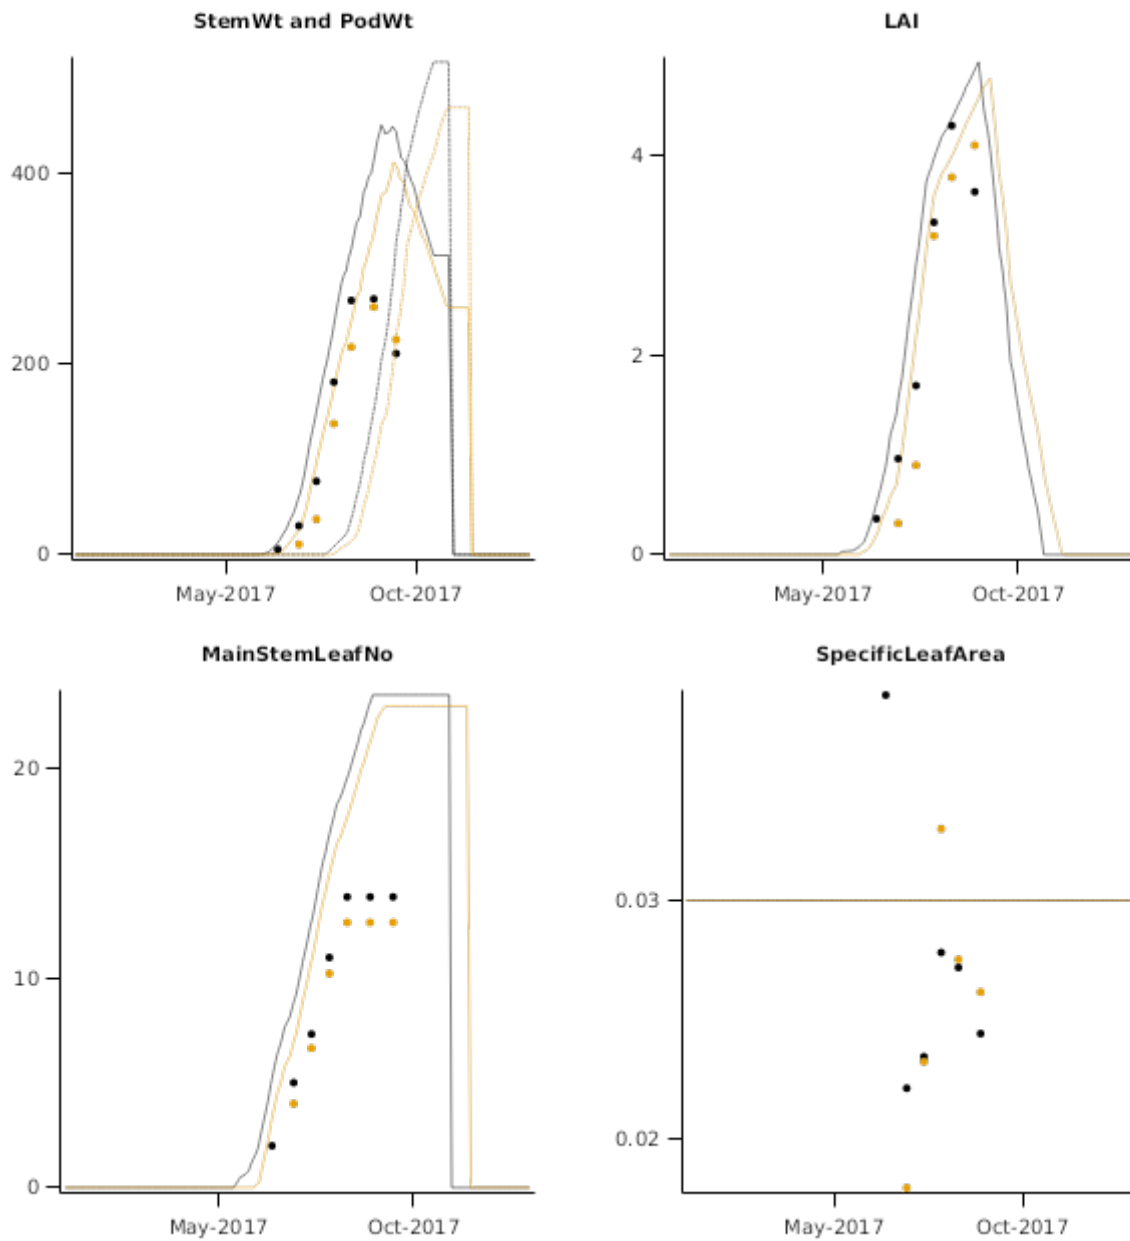 StemWt and PodWt
400
200
0
May-2017 Oct-2017
LAI
4
2
0
May-2017 Oct-2017
MainStemLeafNo
20
10
0
May-2017 Oct-2017
SpecificLeafArea
0.03
0.02
May-2017 Oct-2017